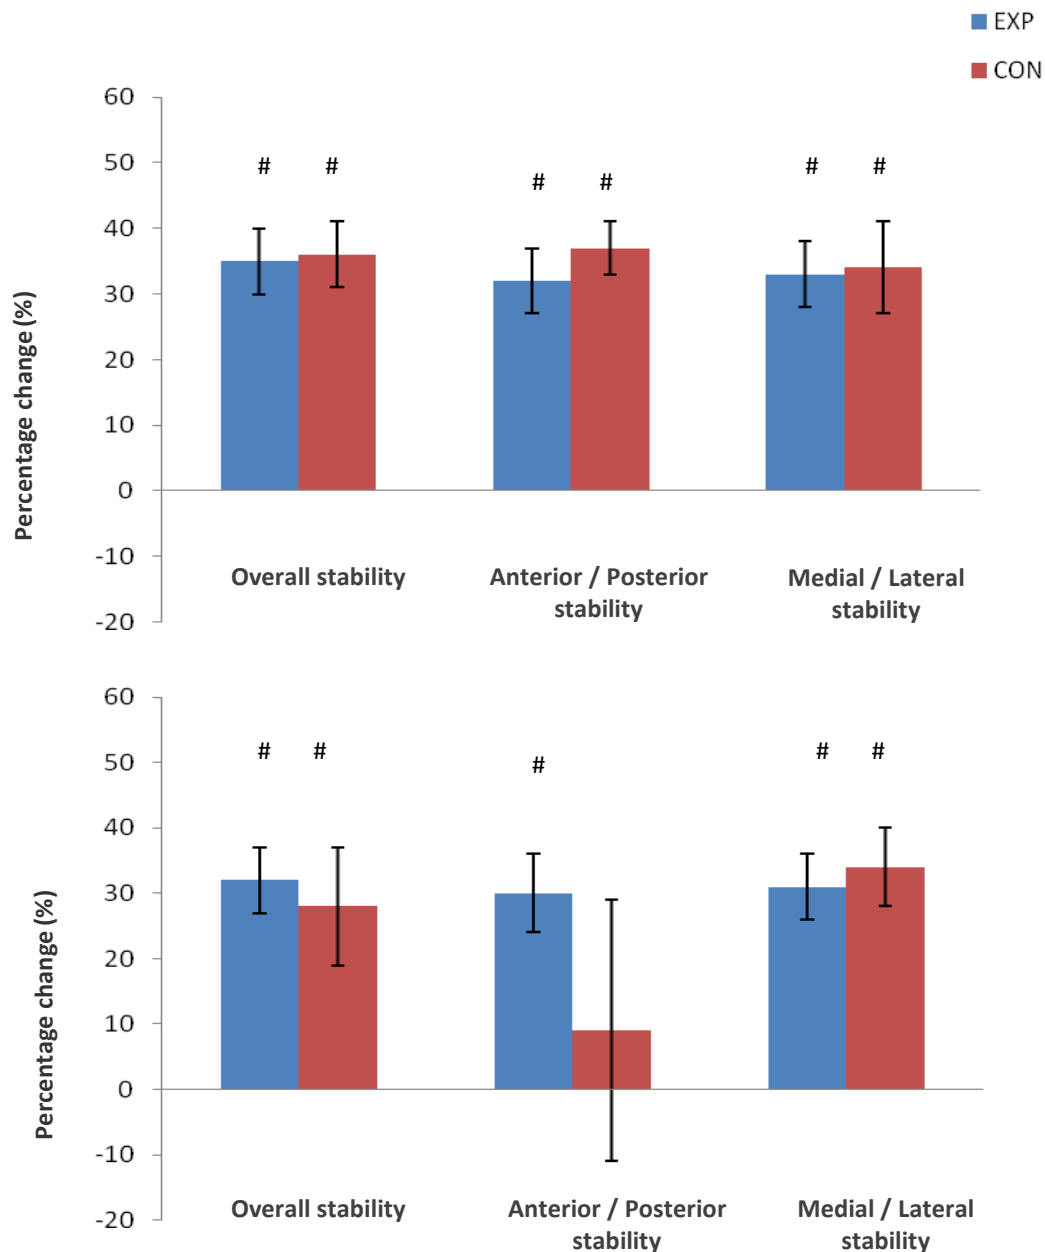 EXP
CON
60
50
40
30
20
10
0
-10
-20
Percentage change (%)
# # # # # #
Overall stability
Anterior / Posterior
stability
Medial / Lateral
stability
60
50
40
30
20
10
0
-10
-20
Percentage change (%)
# # # # #
Overall stability
Anterior / Posterior
stability
Medial / Lateral
stability